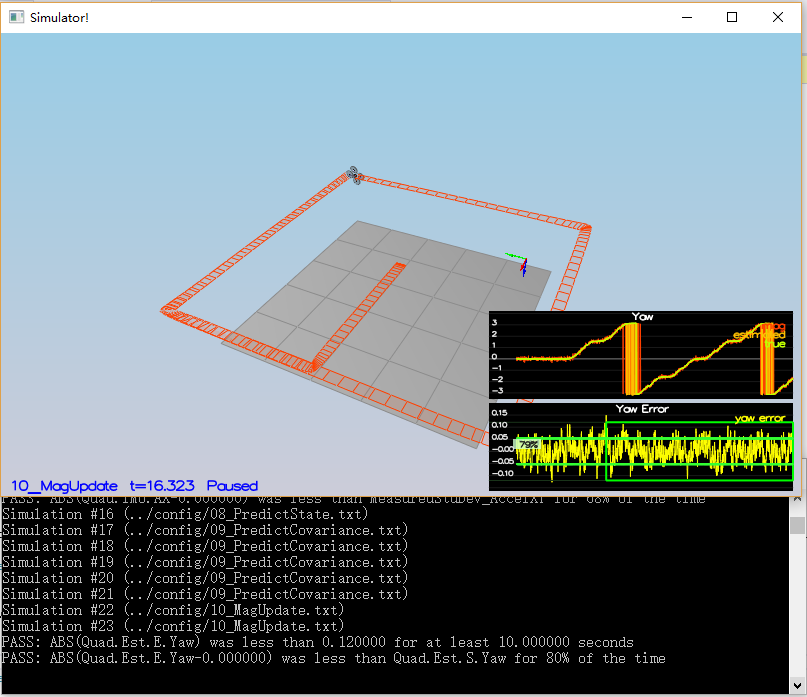 Simulator!
Yaw
3
2
1
0
-1
-2
-3
mag
estimated
true
Yaw Error
0.15
0.10
0.05
-0.00
-0.05
-0.10
yaw error
79%
10_MagUpdate t=16.323 Paused
PASS: ABS(Quad.IMU.AX-0.000000) was less than MeasuredStdDev_AccelXY for 68% of the time
Simulation #16 (../config/08_PredictState.txt)
Simulation #17 (../config/09_PredictCovariance.txt)
Simulation #18 (../config/09_PredictCovariance.txt)
Simulation #19 (../config/09_PredictCovariance.txt)
Simulation #20 (../config/09_PredictCovariance.txt)
Simulation #21 (../config/09_PredictCovariance.txt)
Simulation #22 (../config/10_MagUpdate.txt)
Simulation #23 (../config/10_MagUpdate.txt)
PASS: ABS(Quad.Est.E.Yaw) was less than 0.120000 for at least 10.000000 seconds
PASS: ABS(Quad.Est.E.Yaw-0.000000) was less than Quad.Est.S.Yaw for 80% of the time